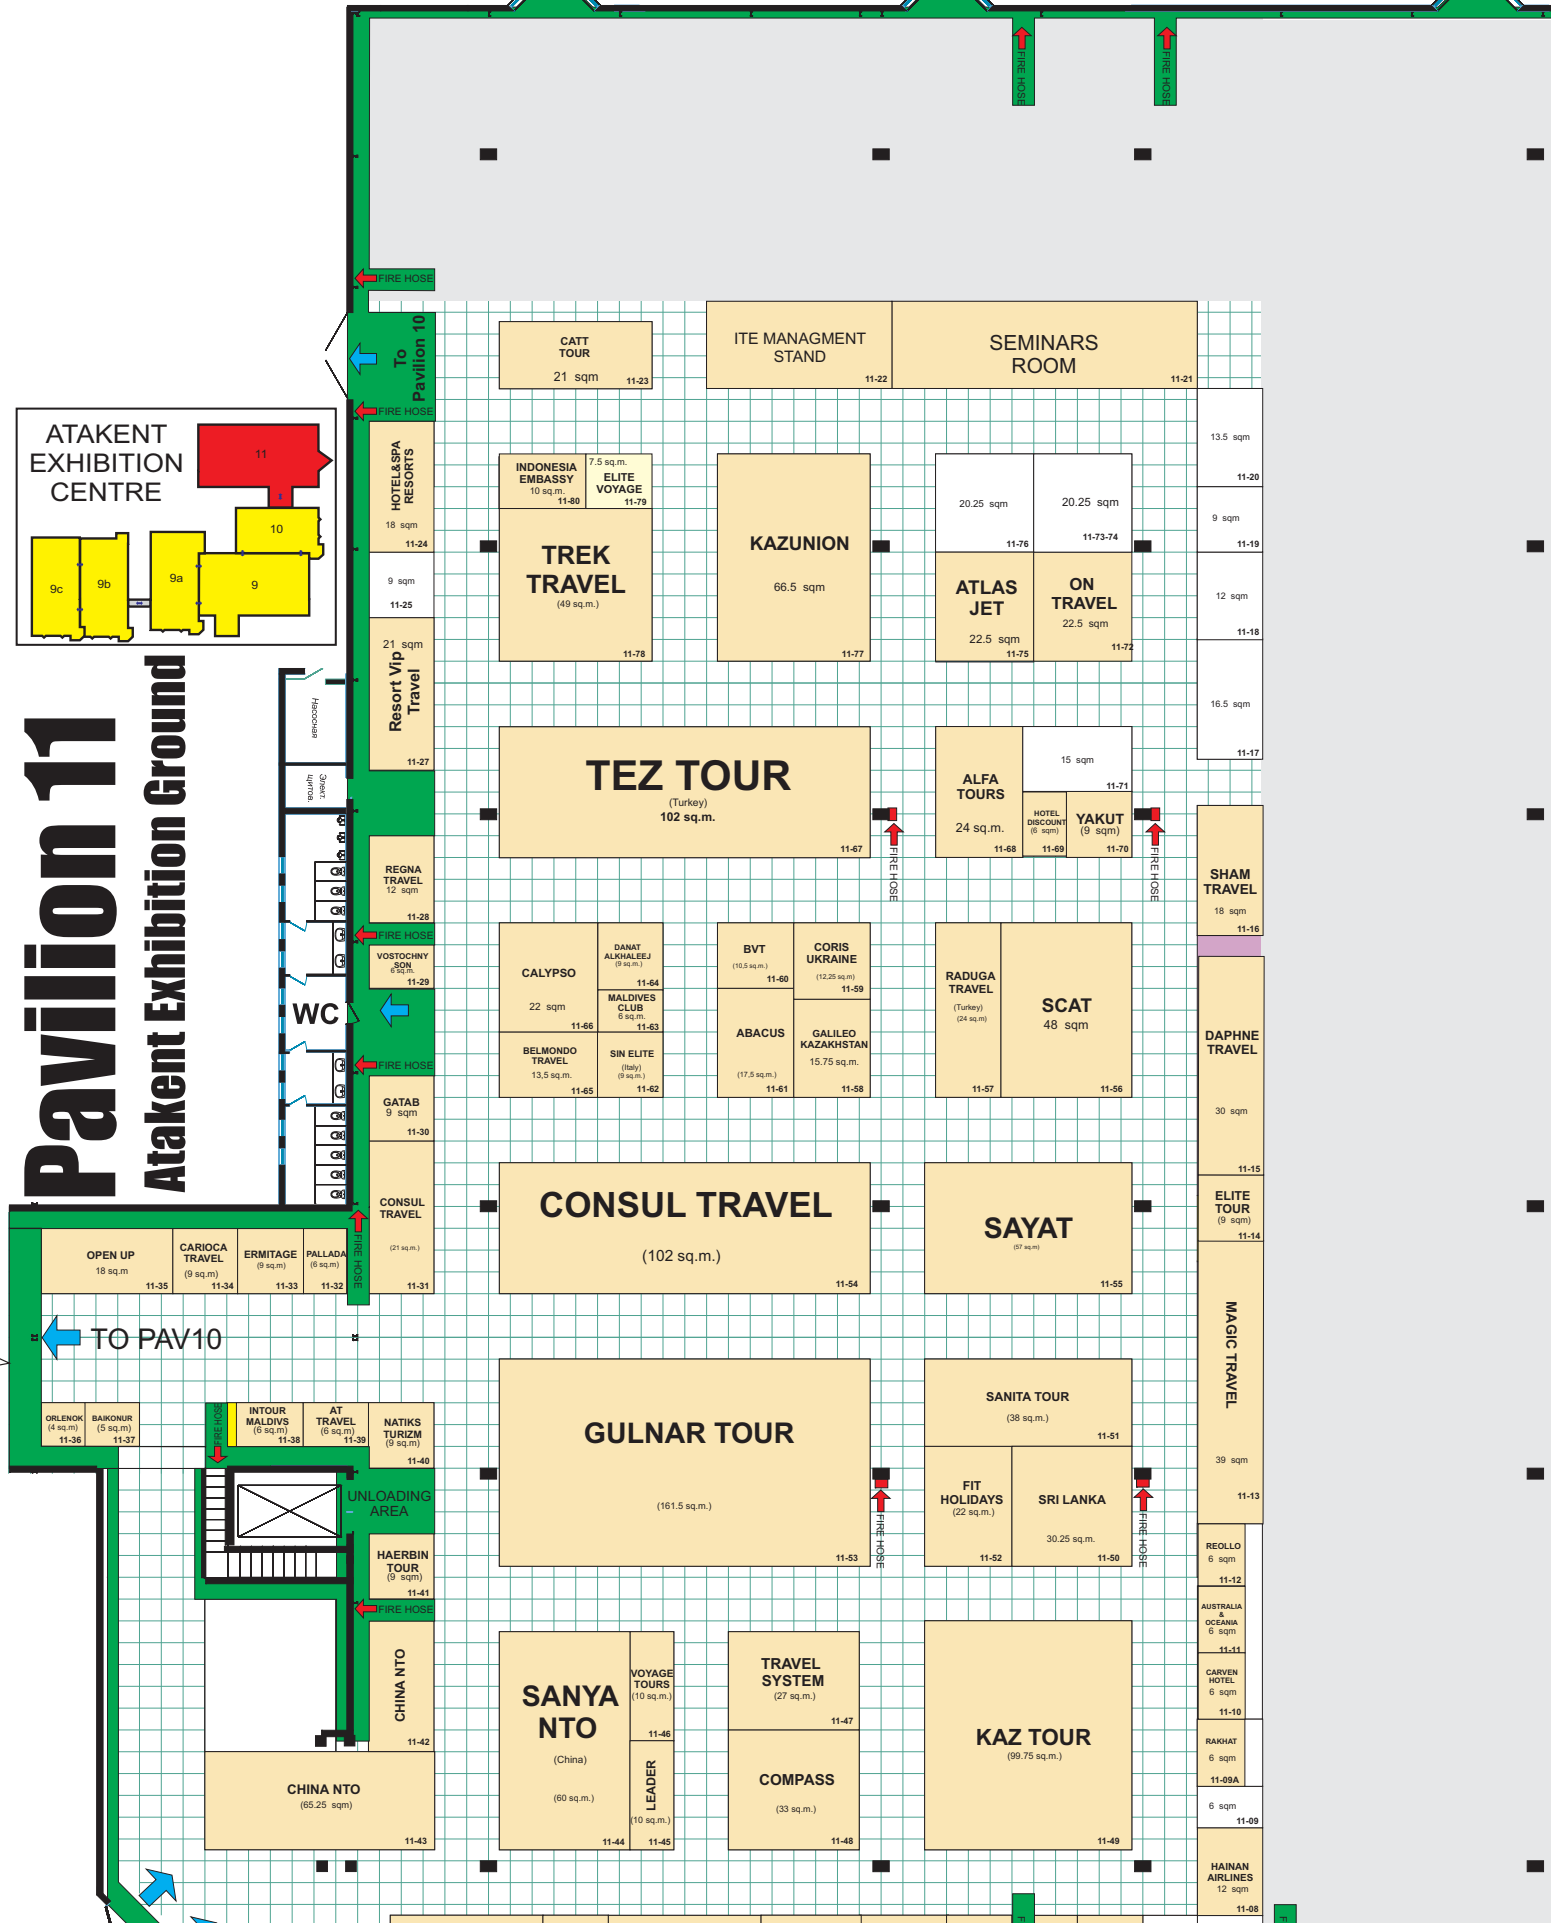 FIRE HOSE
FIRE HOSE
FIRE HOSE
To
Pavilion 10
FIRE HOSE
CATT
TOUR
21 sqm
11-23
ITE MANAGMENT
STAND
11-22
SEMINARS
ROOM
11-21
ATAKENT
EXHIBITION
CENTRE
11
10
9c
9b
9a
9
Pavilion 11
Atakent Exhibition Ground
HOTEL&SPA
RESORTS
18 sqm
11-24
9 sqm
11-25
21 sqm
Resort Vip
Travel
11-27
INDONESIA
EMBASSY
10 sq.m.
11-80
7.5 sq.m.
ELITE
VOYAGE
11-79
TREK
TRAVEL
(49 sq.m.)
11-78
KAZUNION
66.5 sqm
11-77
20.25 sqm
11-76
20.25 sqm
11-73-74
ATLAS
JET
22.5 sqm
11-75
ON
TRAVEL
22.5 sqm
11-72
13.5 sqm
11-20
9 sqm
11-19
12 sqm
11-18
16.5 sqm
11-17
Насосная
Элект.
щитов.
TEZ TOUR
(Turkey)
102 sq.m.
11-67
FIRE HOSE
ALFA
TOURS
24 sq.m.
11-68
15 sqm
11-71
HOTEL
DISCOUNT
(6 sqm)
11-69
YAKUT
(9 sqm)
11-70
FIRE HOSE
SHAM
TRAVEL
18 sqm
11-16
REGNA
TRAVEL
12 sqm
11-28
FIRE HOSE
VOSTOCHNY
SON
6 sq.m.
11-29
WC
FIRE HOSE
GATAB
9 sqm
11-30
CONSUL
TRAVEL
(21 sq.m.)
11-31
CALYPSO
22 sqm
11-66
DANAT
ALKHALEEJ
(9 sq.m.)
11-64
MALDIVES
CLUB
6 sq.m.
11-63
BELMONDO
TRAVEL
13,5 sq.m.
11-65
SIN ELITE
(Italy)
(9 sq.m.)
11-62
BVT
(10,5 sq.m.)
11-60
CORIS
UKRAINE
(12,25 sq.m)
11-59
ABACUS
(17,5 sq.m.)
11-61
GALILEO
KAZAKHSTAN
15.75 sq.m.
11-58
RADUGA
TRAVEL
(Turkey)
(24 sq.m)
11-57
SCAT
48 sqm
11-56
DAPHNE
TRAVEL
30 sqm
11-15
ELITE
TOUR
(9 sqm)
11-14
CONSUL TRAVEL
(102 sq.m.)
11-54
SAYAT
(57 sq.m)
11-55
OPEN UP
18 sq.m
11-35
CARIOCA
TRAVEL
(9 sq.m)
11-34
ERMITAGE
(9 sq.m)
11-33
PALLADA
(6 sq.m)
11-32
FIRE HOSE
TO PAV10
MAGIC TRAVEL
39 sqm
11-13
ORLENOK
(4 sq.m)
11-36
BAIKONUR
(5 sq.m)
11-37
FIRE HOSE
INTOUR
MALDIVS
(6 sq.m)
11-38
AT
TRAVEL
(6 sq.m)
11-39
NATIKS
TURIZM
(9 sq.m)
11-40
UNLOADING
AREA
GULNAR TOUR
(161.5 sq.m.)
11-53
FIRE HOSE
SANITA TOUR
(38 sq.m.)
11-51
FIT
HOLIDAYS
(22 sq.m.)
11-52
SRI LANKA
30.25 sq.m.
11-50
FIRE HOSE
HAERBIN
TOUR
(9 sqm)
11-41
FIRE HOSE
CHINA NTO
11-42
CHINA NTO
(65.25 sqm)
11-43
SANYA
NTO
(China)
(60 sq.m.)
11-44
VOYAGE
TOURS
(10 sq.m.)
11-46
LEADER
(10 sq.m.)
11-45
TRAVEL
SYSTEM
(27 sq.m.)
11-47
COMPASS
(33 sq.m.)
11-48
KAZ TOUR
(99.75 sq.m.)
11-49
REOLLO
6 sqm
11-12
AUSTRALIA
&
OCEANIA
6 sqm
11-11
CARVEN
HOTEL
6 sqm
11-10
RAKHAT
6 sqm
11-09A
6 sqm
11-09
HAINAN
AIRLINES
12 sqm
11-08